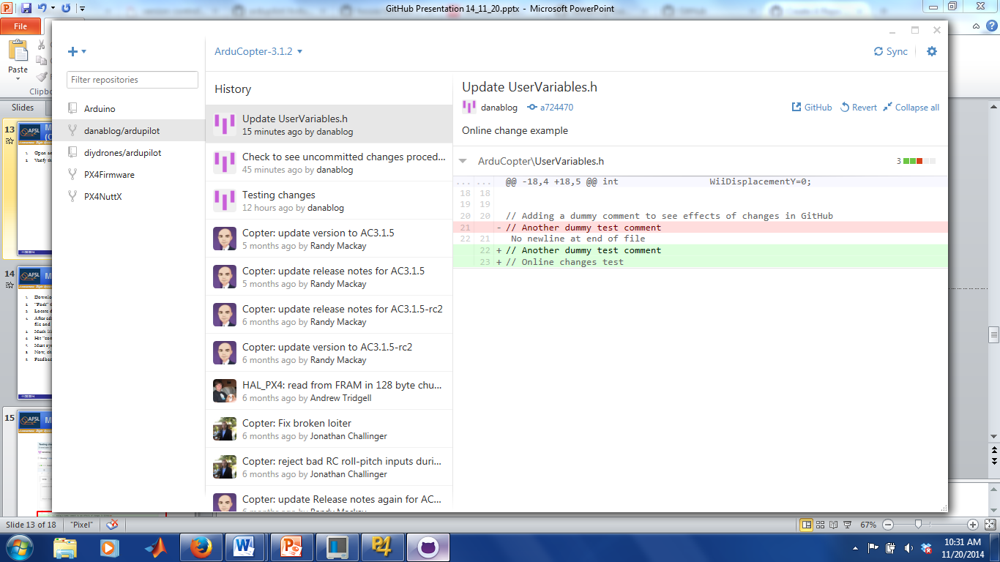 GitHub Presentation 14_11_20.pptx - Microsoft PowerPoint
File
Paste
Clipb
Slides
13
14
15
AFSL
AFSL
AFSL
Filter repositories
Arduino
danablog/ardupilot
diydrones/ardupilot
PX4Firmware
PX4NuttX
ArduCopter-3.1.2
Sync
History
Update UserVariables.h
15 minutes ago by danablog
Check to see uncommitted changes proced...
45 minutes ago by danablog
Testing changes
12 hours ago by danablog
Copter: update version to AC3.1.5
5 months ago by Randy Mackay
Copter: update release notes for AC3.1.5
5 months ago by Randy Mackay
Copter: update release notes for AC3.1.5-rc2
6 months ago by Randy Mackay
Copter: update version to AC3.1.5-rc2
6 months ago by Randy Mackay
HAL_PX4: read from FRAM in 128 byte chu...
6 months ago by Andrew Tridgell
Copter: Fix broken loiter
6 months ago by Jonathan Challinger
Copter: reject bad RC roll-pitch inputs duri...
6 months ago by Jonathan Challinger
Copter: update Release notes again for AC...
6 months ago by Randy Mackay
Update UserVariables.h
danablog a724470 GitHub Revert Collapse all
Online change example
ArduCopter\UserVariables.h 3
... ... @@ -18,4 +18,5 @@ int WiiDisplacementY=0;
18 18
19 19
20 20 // Adding a dummy comment to see effects of changes in GitHub
21 - // Another dummy test comment
22 21 No newline at end of file
22 + // Another dummy test comment
23 + // Online changes test
Slide 13 of 18 "Pixel" 67%
10:31 AM
11/20/2014